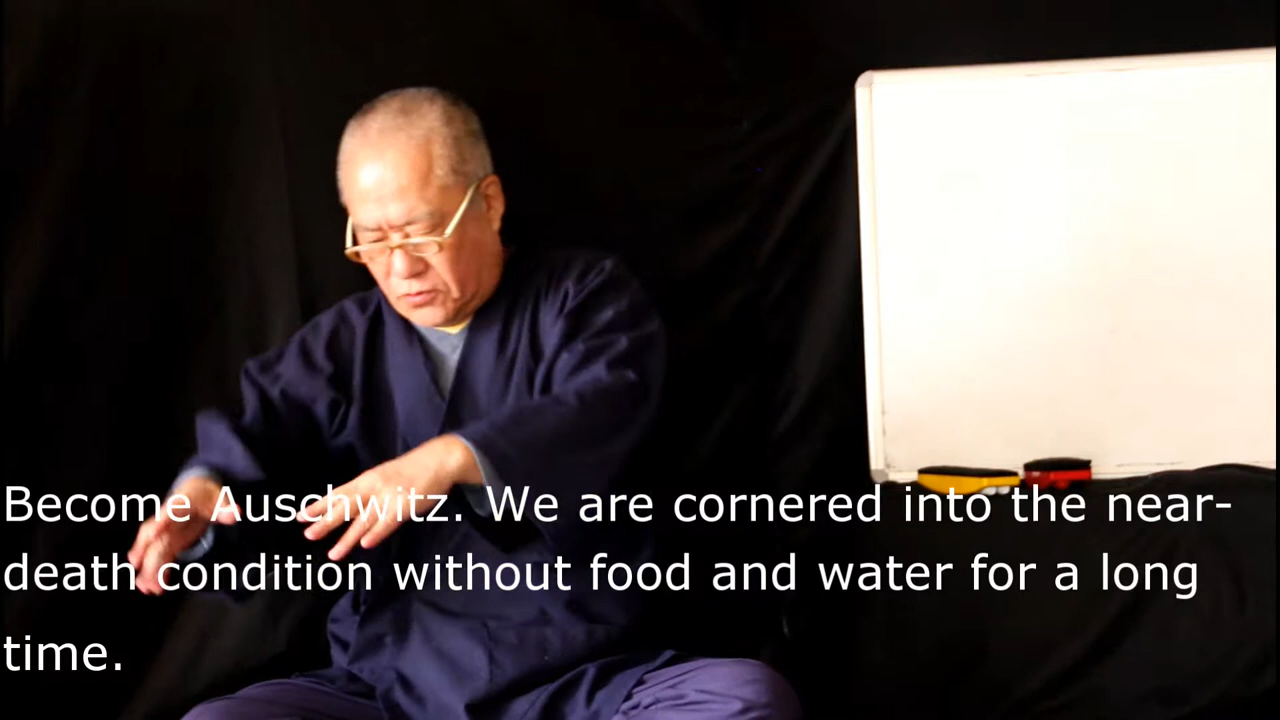 Become Auschwitz. We are cornered into the near-
death condition without food and water for a long
time.